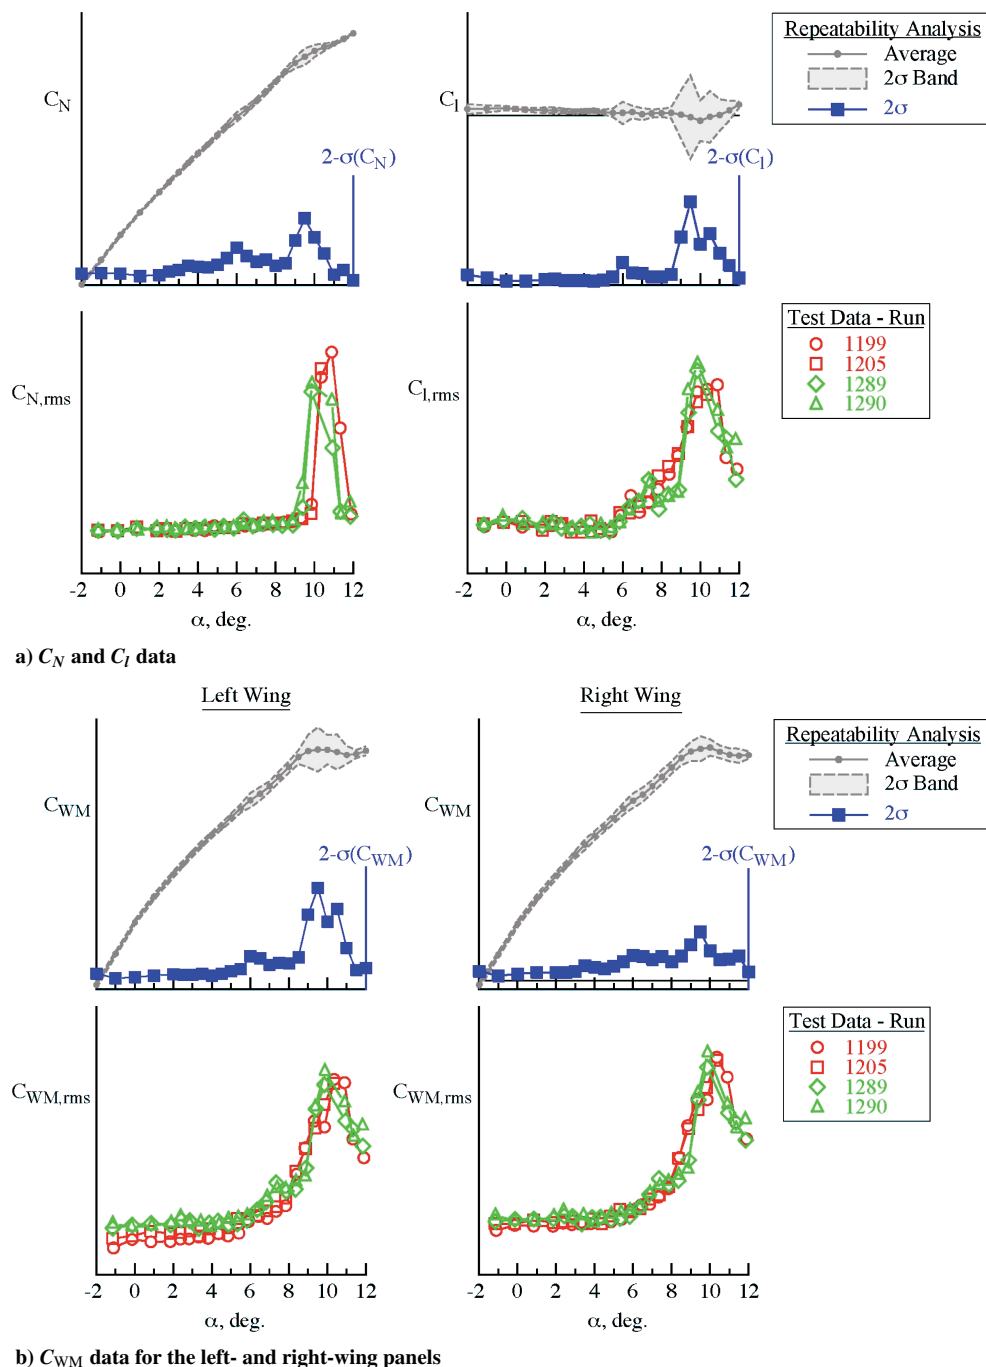 Repeatability Analysis
Average
2σ Band
2σ
C_N
2-σ(C_N)
C_l
2-σ(C_l)
Test Data - Run
1199
1205
1289
1290
C_N,rms
-2 0 2 4 6 8 10 12
α, deg.
C_l,rms
-2 0 2 4 6 8 10 12
α, deg.
a) C_N and C_l data
Left Wing
Right Wing
Repeatability Analysis
Average
2σ Band
2σ
C_WM
2-σ(C_WM)
C_WM
2-σ(C_WM)
Test Data - Run
1199
1205
1289
1290
C_WM,rms
-2 0 2 4 6 8 10 12
α, deg.
C_WM,rms
-2 0 2 4 6 8 10 12
α, deg.
b) C_WM data for the left- and right-wing panels